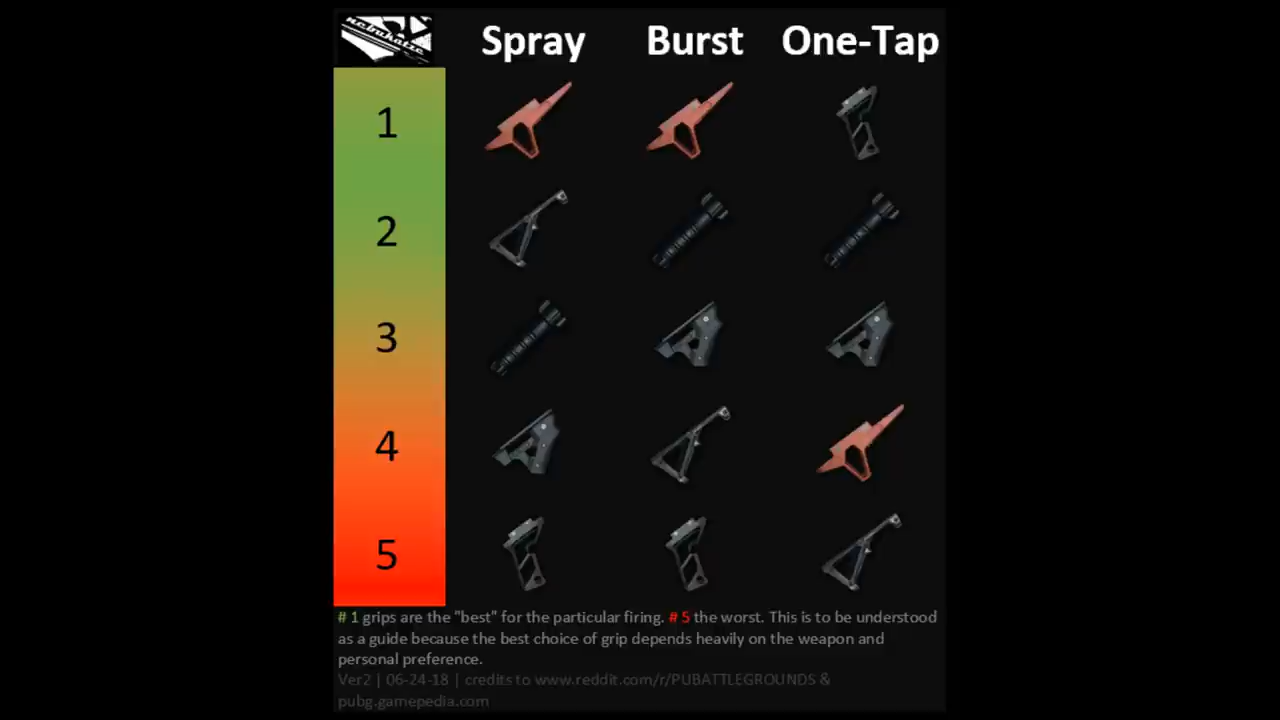 nebukatze
Spray Burst One-Tap
1
2
3
4
5
# 1 grips are the "best" for the particular firing. # 5 the worst. This is to be understood
as a guide because the best choice of grip depends heavily on the weapon and
personal preference.
Ver2 | 06-24-18 | credits to www.reddit.com/r/PUBATTLEGROUNDS &
pubg.gamepedia.com